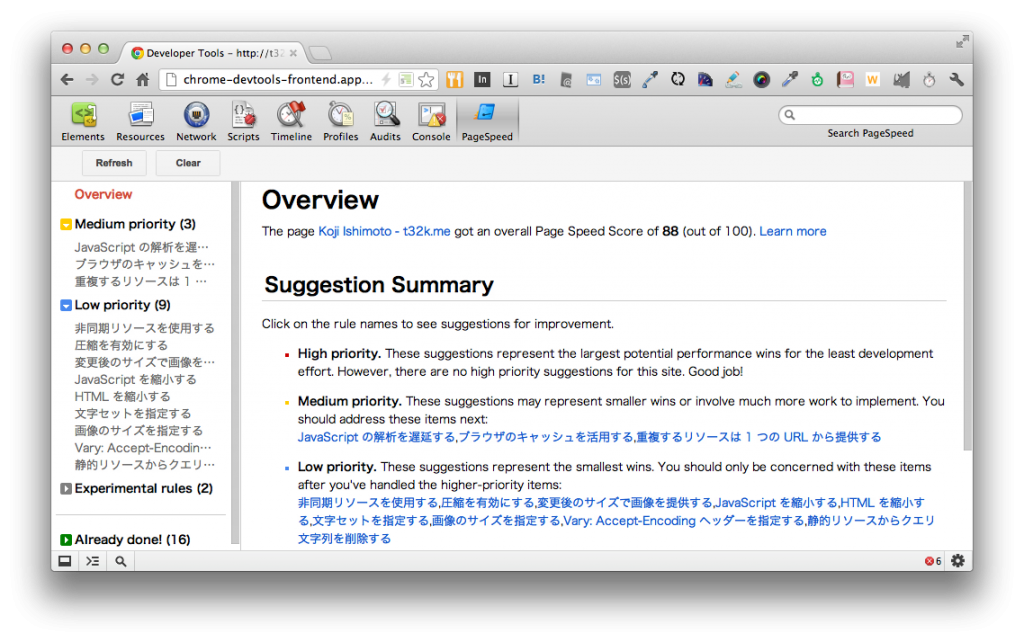 Developer Tools - http://t32
chrome-devtools-frontend.app...
B!
In
I
S(s)
W
Elements
Resources
Network
Scripts
Timeline
Profiles
Audits
Console
PageSpeed
Search PageSpeed
Refresh
Clear
Overview
Medium priority (3)
JavaScript の解析を遅…
ブラウザのキャッシュを…
重複するリソースは 1 …
Low priority (9)
非同期リソースを使用する
圧縮を有効にする
変更後のサイズで画像を…
JavaScript を縮小する
HTML を縮小する
文字セットを指定する
画像のサイズを指定する
Vary: Accept-Encodin…
静的リソースからクエリ…
Experimental rules (2)
Already done! (16)
Overview
The page Koji Ishimoto - t32k.me got an overall Page Speed Score of 88 (out of 100). Learn more
Suggestion Summary
Click on the rule names to see suggestions for improvement.
High priority. These suggestions represent the largest potential performance wins for the least development
effort. However, there are no high priority suggestions for this site. Good job!
Medium priority. These suggestions may represent smaller wins or involve much more work to implement. You
should address these items next:
JavaScript の解析を遅延する,ブラウザのキャッシュを活用する,重複するリソースは 1 つの URL から提供する
Low priority. These suggestions represent the smallest wins. You should only be concerned with these items
after you've handled the higher-priority items:
非同期リソースを使用する,圧縮を有効にする,変更後のサイズで画像を提供する,JavaScript を縮小する,HTML を縮小す
る,文字セットを指定する,画像のサイズを指定する,Vary: Accept-Encoding ヘッダーを指定する,静的リソースからクエリ
文字列を削除する
6